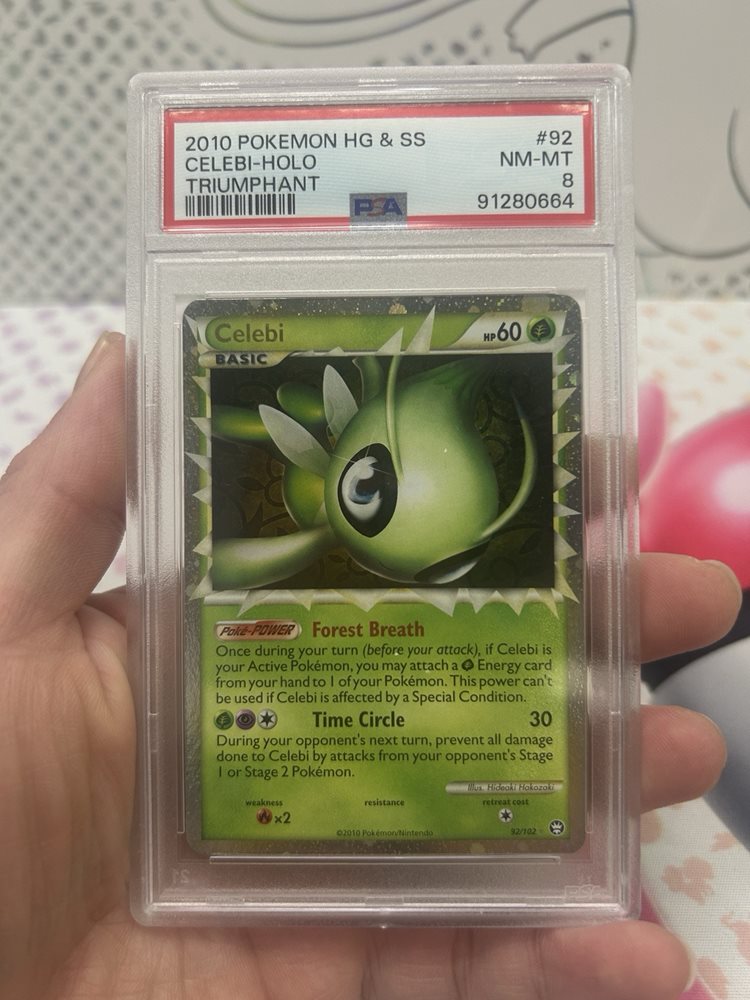 2010 POKEMON HG & SS #92
CELEBI-HOLO NM-MT
TRIUMPHANT 8
PSA 91280664
Celebi HP60
BASIC
Poké-POWER Forest Breath
Once during your turn (before your attack), if Celebi is
your Active Pokémon, you may attach a Energy card
from your hand to 1 of your Pokémon. This power can't
be used if Celebi is affected by a Special Condition.
Time Circle 30
During your opponent's next turn, prevent all damage
done to Celebi by attacks from your opponent's Stage
1 or Stage 2 Pokémon.
Illus. Hideaki Hakozaki
weakness resistance retreat cost
x2
©2010 Pokémon/Nintendo 92/102